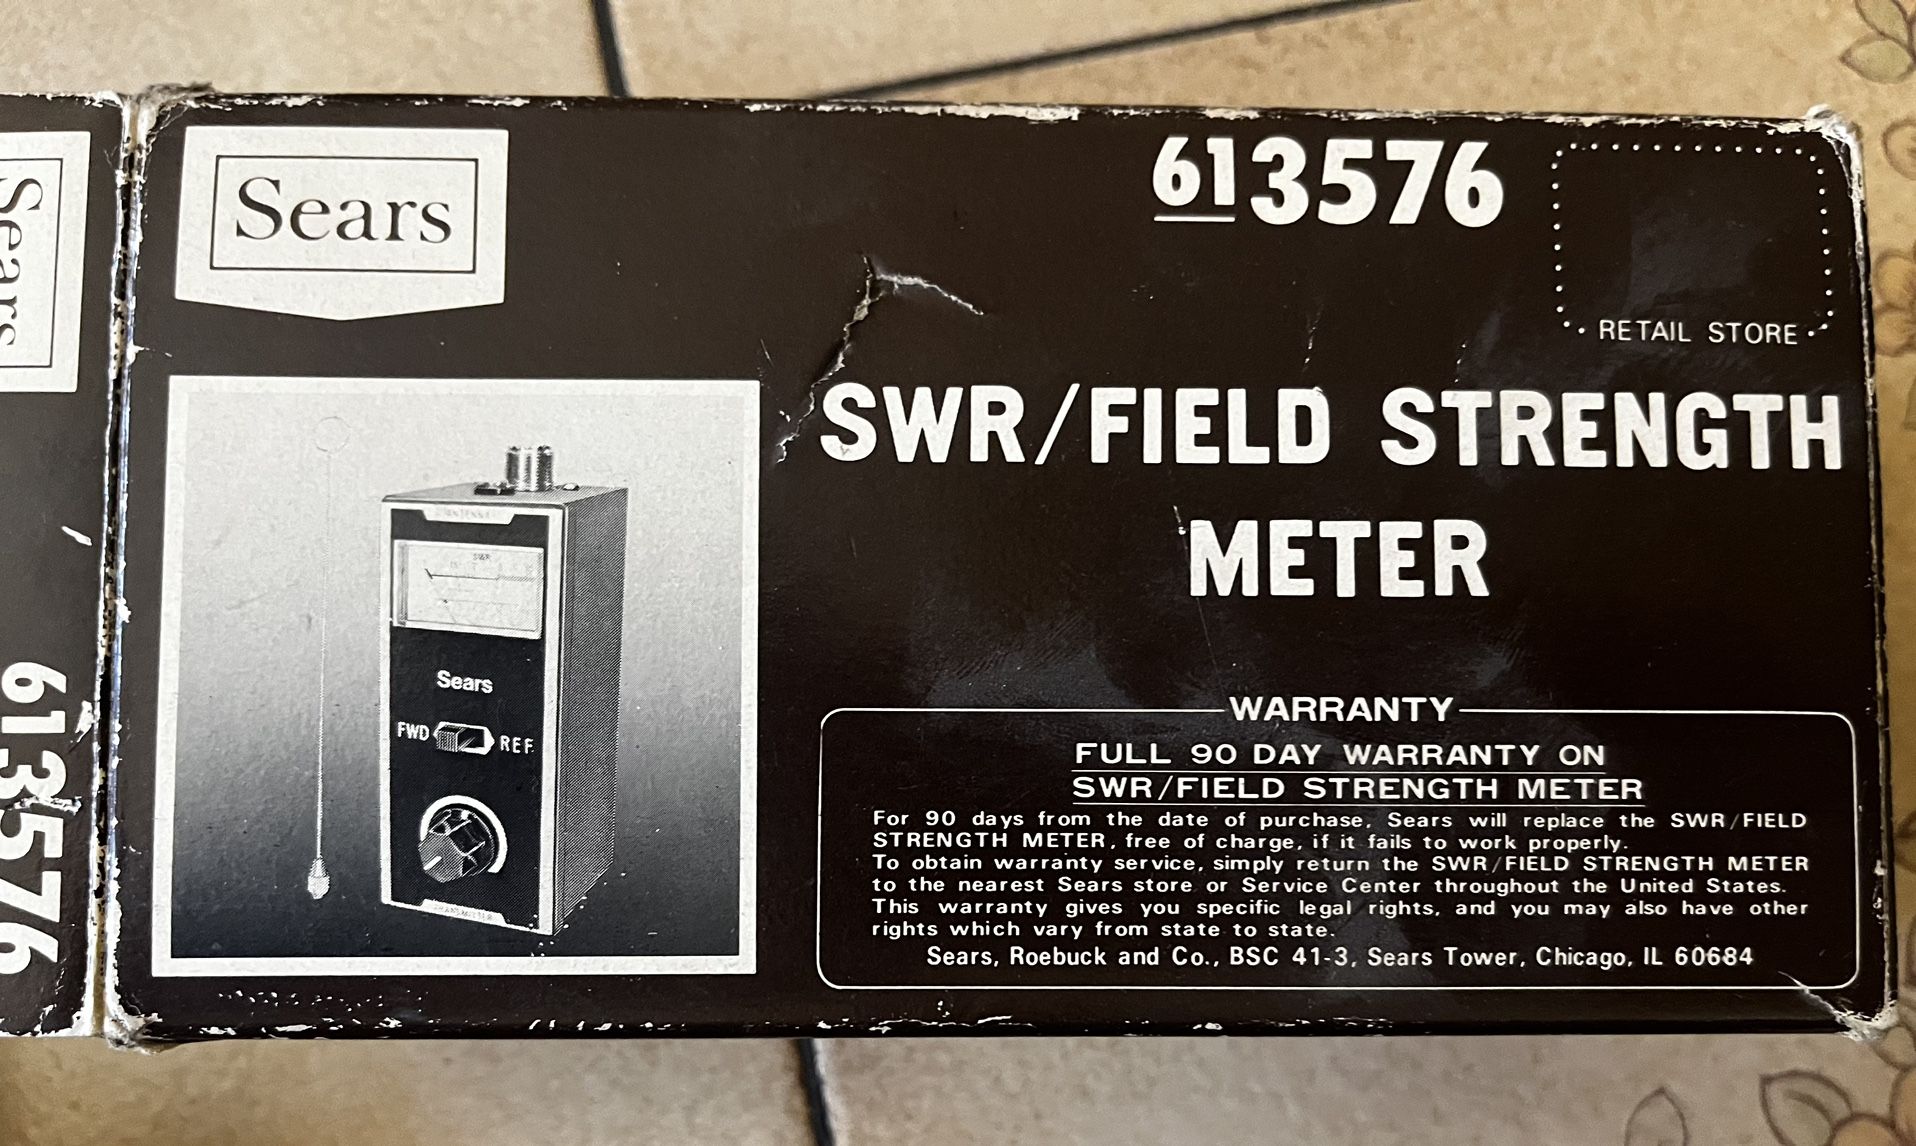 Sears
613576
Sears
613576
RETAIL STORE
SWR/FIELD STRENGTH
METER
ANTENNA
SWR
Sears
FWD REF.
TRANSMITTER
WARRANTY
FULL 90 DAY WARRANTY ON
SWR/FIELD STRENGTH METER
For 90 days from the date of purchase, Sears will replace the SWR/FIELD
STRENGTH METER, free of charge, if it fails to work properly.
To obtain warranty service, simply return the SWR/FIELD STRENGTH METER
to the nearest Sears store or Service Center throughout the United States.
This warranty gives you specific legal rights, and you may also have other
rights which vary from state to state.
Sears, Roebuck and Co., BSC 41-3, Sears Tower, Chicago, IL 60684